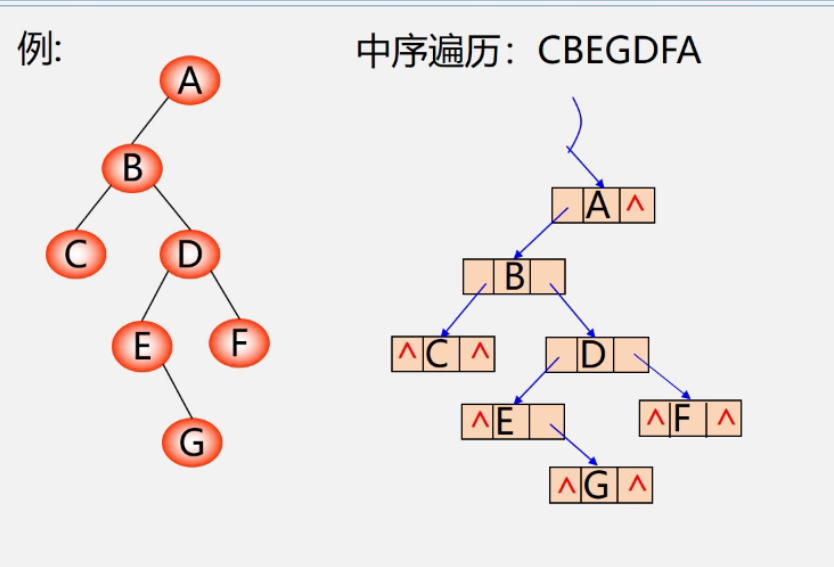 例:
中序遍历：CBEGDFA
A
B
C
D
E
F
G
^ A ^
B
^ C ^
D
^ E
^ F ^
^ G ^